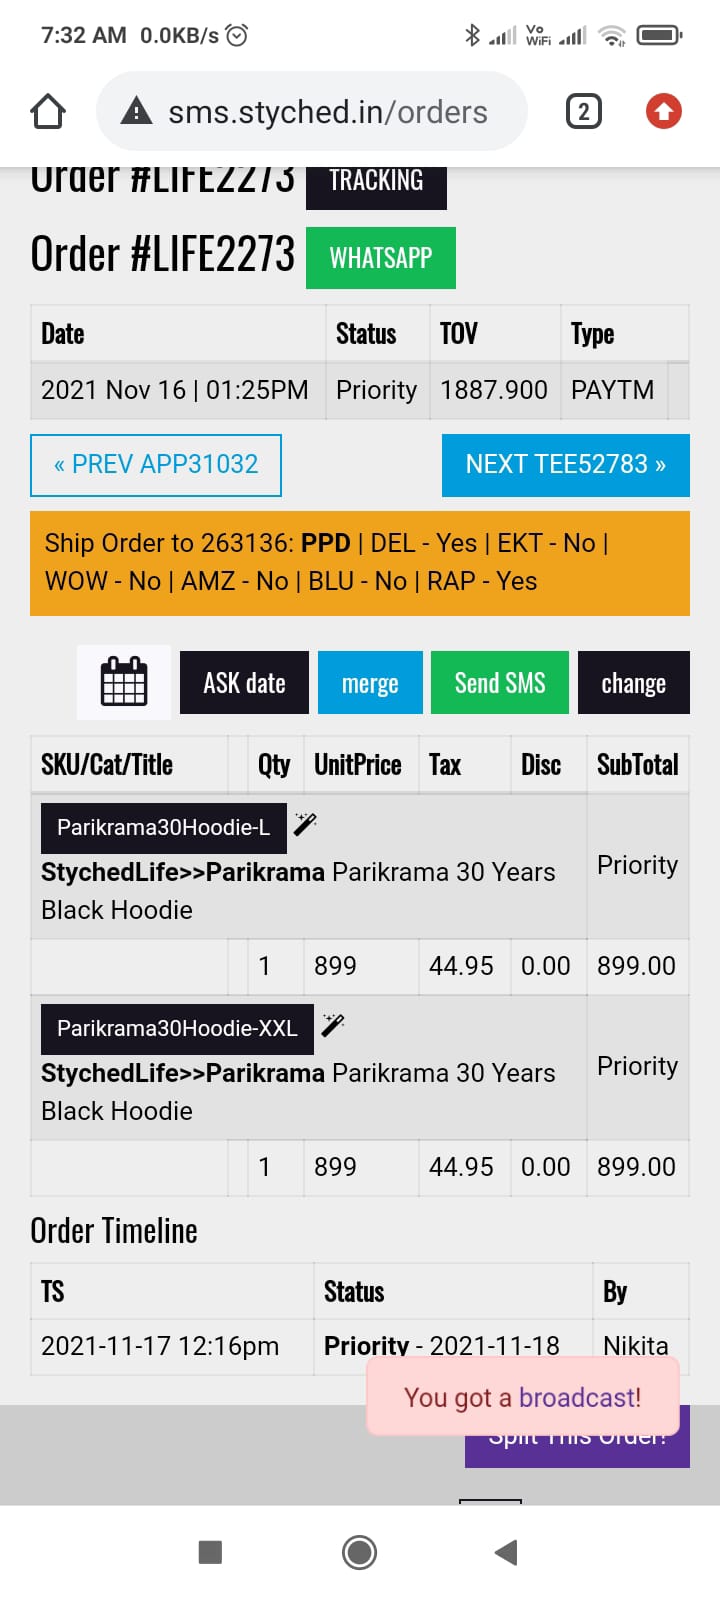 7:32 AM 0.0KB/s
Vo
WiFi
sms.styched.in/orders
2
Order #LIFE2273 TRACKING
Order #LIFE2273 WHATSAPP
Date Status TOV Type
2021 Nov 16 | 01:25PM Priority 1887.900 PAYTM
« PREV APP31032 NEXT TEE52783 »
Ship Order to 263136: PPD | DEL - Yes | EKT - No |
WOW - No | AMZ - No | BLU - No | RAP - Yes
ASK date merge Send SMS change
SKU/Cat/Title Qty UnitPrice Tax Disc SubTotal
Parikrama30Hoodie-L
StychedLife>>Parikrama Parikrama 30 Years Priority
Black Hoodie
1 899 44.95 0.00 899.00
Parikrama30Hoodie-XXL
StychedLife>>Parikrama Parikrama 30 Years Priority
Black Hoodie
1 899 44.95 0.00 899.00
Order Timeline
TS Status By
2021-11-17 12:16pm Priority - 2021-11-18 Nikita
You got a broadcast!
Split This Order!